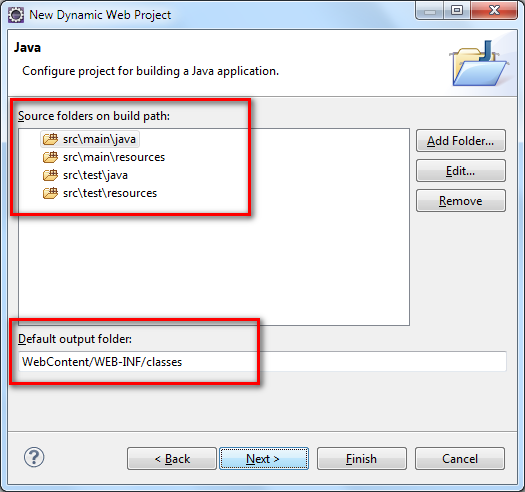 New Dynamic Web Project
Java
Configure project for building a Java application.
Source folders on build path:
src\main\java
src\main\resources
src\test\java
src\test\resources
Add Folder...
Edit...
Remove
Default output folder:
WebContent/WEB-INF/classes
?
< Back
Next >
Finish
Cancel